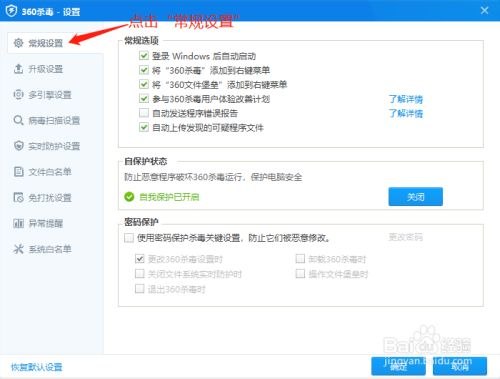 360杀毒 - 设置
点击 “常规设置”
常规设置
升级设置
多引擎设置
病毒扫描设置
实时防护设置
文件白名单
免打扰设置
异常提醒
系统白名单
常规选项
登录 Windows 后自动启动
将“360杀毒”添加到右键菜单
将“360文件堡垒”添加到右键菜单
参与360杀毒用户体验改善计划 了解详情
自动发送程序错误报告 了解详情
自动上传发现的可疑程序文件
自保护状态
防止恶意程序破坏360杀毒运行，保护电脑安全
自我保护已开启 关闭
密码保护
使用密码保护杀毒关键设置，防止它们被恶意修改。 更改密码
更改360杀毒设置时 卸载360杀毒时
关闭文件系统实时防护时 操作文件堡垒时
退出360杀毒时
恢复默认设置 确定 取消
Baidu 经验
jingyan.baidu.com